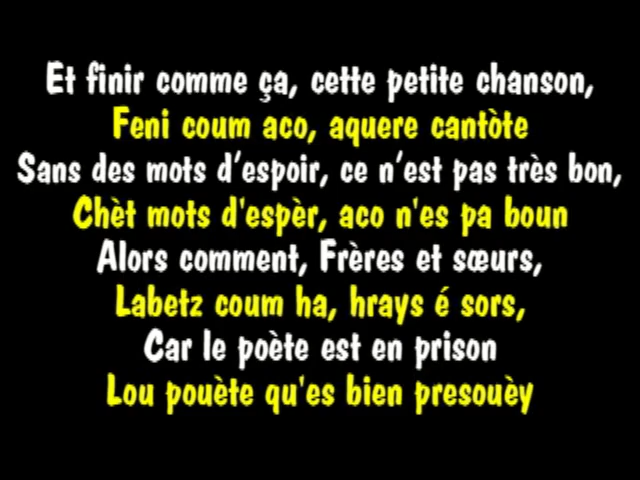 Et finir comme ça, cette petite chanson,
Feni coum aco, aquere cantòte
Sans des mots d'espoir, ce n'est pas très bon,
Chèt mots d'espèr, aco n'es pa boun
Alors comment, Frères et sœurs,
Labetz coum ha, hrays é sors,
Car le poète est en prison
Lou pouète qu'es bien presouèy